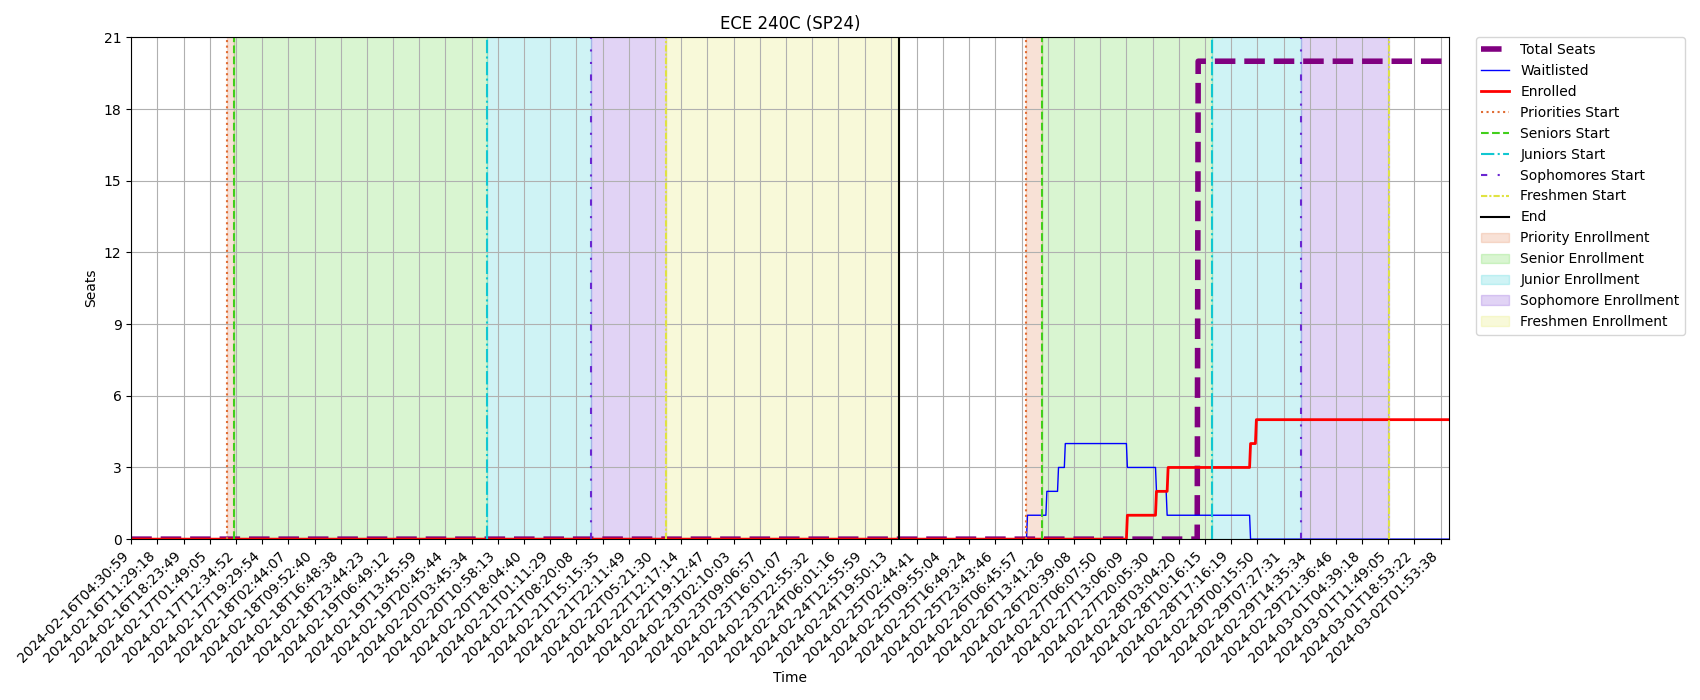 ECE 240C (SP24)
21
18
15
12
9
6
3
0
Seats
2024-02-16T04:30:59
2024-02-16T11:29:18
2024-02-16T18:23:49
2024-02-17T01:49:05
2024-02-17T12:34:52
2024-02-17T19:29:54
2024-02-18T02:44:07
2024-02-18T09:52:40
2024-02-18T16:48:38
2024-02-18T23:44:23
2024-02-19T06:49:12
2024-02-19T13:45:59
2024-02-19T20:45:44
2024-02-20T03:45:34
2024-02-20T10:58:13
2024-02-20T18:04:40
2024-02-21T01:11:29
2024-02-21T08:20:08
2024-02-21T15:15:35
2024-02-21T22:11:49
2024-02-22T05:21:30
2024-02-22T12:17:14
2024-02-22T19:12:47
2024-02-23T02:10:03
2024-02-23T09:06:57
2024-02-23T16:01:07
2024-02-23T22:55:32
2024-02-24T06:01:16
2024-02-24T12:55:59
2024-02-24T19:50:13
2024-02-25T02:44:41
2024-02-25T09:55:04
2024-02-25T16:49:24
2024-02-25T23:43:46
2024-02-26T06:45:57
2024-02-26T13:41:26
2024-02-26T20:39:08
2024-02-27T06:07:50
2024-02-27T13:06:09
2024-02-27T20:05:30
2024-02-28T03:04:20
2024-02-28T10:16:15
2024-02-28T17:16:19
2024-02-29T00:15:50
2024-02-29T07:27:31
2024-02-29T14:35:34
2024-02-29T21:36:46
2024-03-01T04:39:18
2024-03-01T11:49:05
2024-03-01T18:53:22
2024-03-02T01:53:38
Time
Total Seats
Waitlisted
Enrolled
Priorities Start
Seniors Start
Juniors Start
Sophomores Start
Freshmen Start
End
Priority Enrollment
Senior Enrollment
Junior Enrollment
Sophomore Enrollment
Freshmen Enrollment